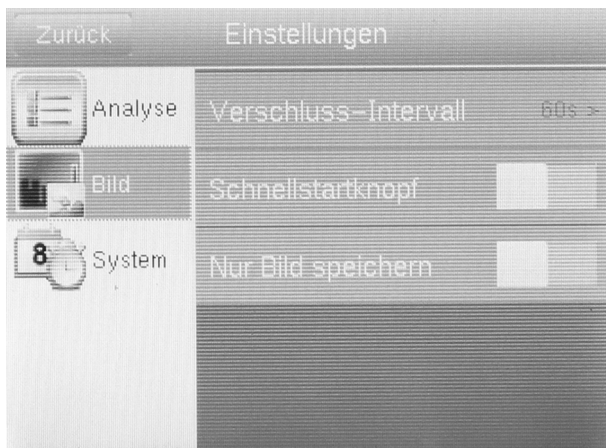 Zurück
Einstellungen
Analyse
Verschluss-Intervall
60s >
Bild
Schnellstartknopf
8
System
Nur Bild speichern